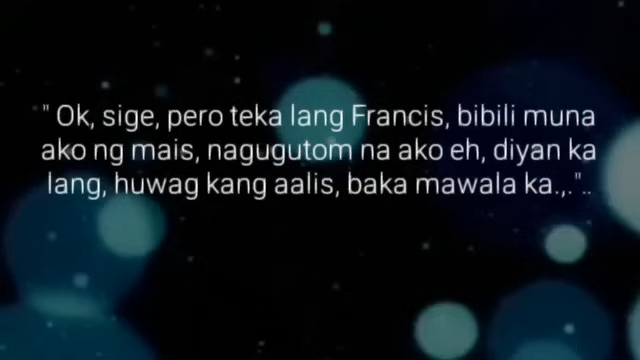 " Ok, sige, pero teka lang Francis, bibili muna
ako ng mais, nagugutom na ako eh, diyan ka
lang, huwag kang aalis, baka mawala ka.,."..